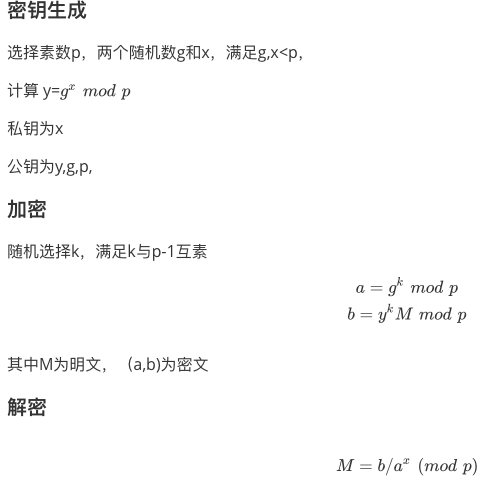 密钥生成
选择素数p，两个随机数g和x，满足g,x<p，
计算 y=g^x mod p
私钥为x
公钥为y,g,p,
加密
随机选择k，满足k与p-1互素
a = g^k mod p
b = y^k M mod p
其中M为明文，（a,b)为密文
解密
M = b/a^x (mod p)